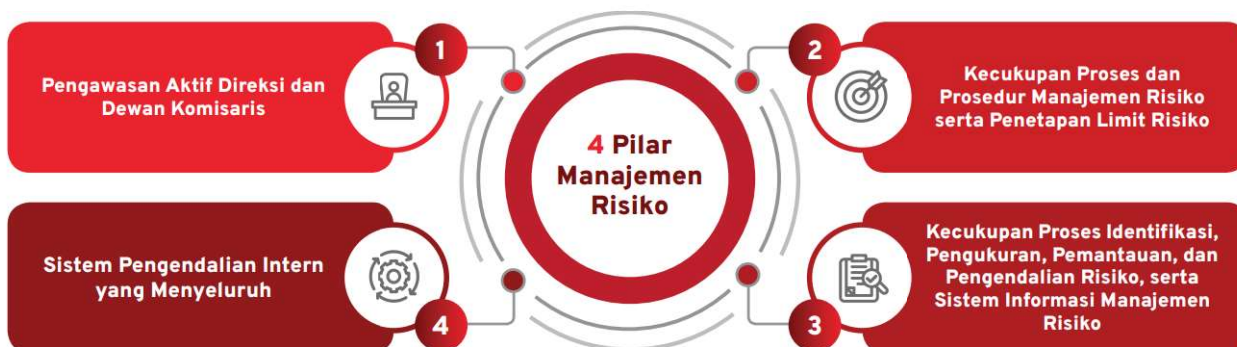 1
Pengawasan Aktif Direksi dan
Dewan Komisaris
2
Kecukupan Proses dan
Prosedur Manajemen Risiko
serta Penetapan Limit Risiko
4 Pilar
Manajemen
Risiko
Kecukupan Proses Identifikasi,
Pengukuran, Pemantauan, dan
Pengendalian Risiko, serta
Sistem Informasi Manajemen
Risiko
3
Sistem Pengendalian Intern
yang Menyeluruh
4